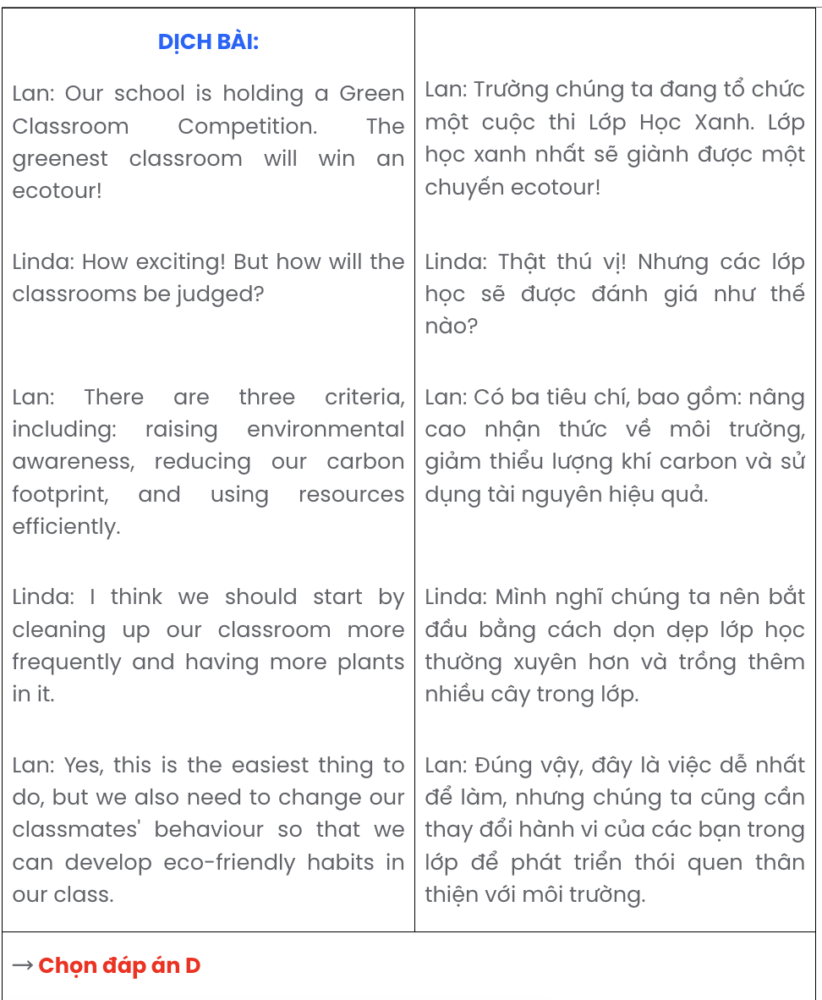 DỊCH BÀI:
Lan: Our school is holding a Green
Classroom Competition. The
greenest classroom will win an
ecotour!
Linda: How exciting! But how will the
classrooms be judged?
Lan: There are three criteria,
including: raising environmental
awareness, reducing our carbon
footprint, and using resources
efficiently.
Linda: I think we should start by
cleaning up our classroom more
frequently and having more plants
in it.
Lan: Yes, this is the easiest thing to
do, but we also need to change our
classmates' behaviour so that we
can develop eco-friendly habits in
our class.
Lan: Trường chúng ta đang tổ chức
một cuộc thi Lớp Học Xanh. Lớp
học xanh nhất sẽ giành được một
chuyến ecotour!
Linda: Thật thú vị! Nhưng các lớp
học sẽ được đánh giá như thế
nào?
Lan: Có ba tiêu chí, bao gồm: nâng
cao nhận thức về môi trường,
giảm thiểu lượng khí carbon và sử
dụng tài nguyên hiệu quả.
Linda: Mình nghĩ chúng ta nên bắt
đầu bằng cách dọn dẹp lớp học
thường xuyên hơn và trồng thêm
nhiều cây trong lớp.
Lan: Đúng vậy, đây là việc dễ nhất
để làm, nhưng chúng ta cũng cần
thay đổi hành vi của các bạn trong
lớp để phát triển thói quen thân
thiện với môi trường.
→ Chọn đáp án D